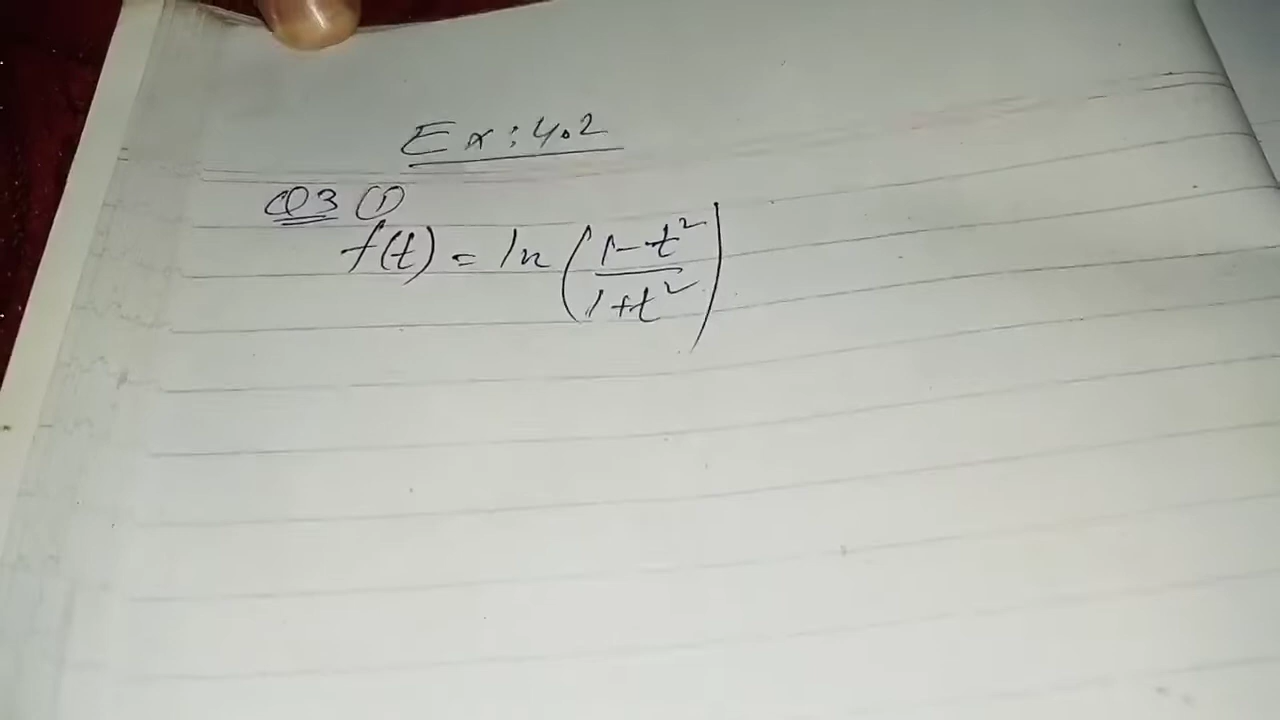 Ex: 4.2
Q3 (i)
f(t) = ln (1-t²/1+t²)